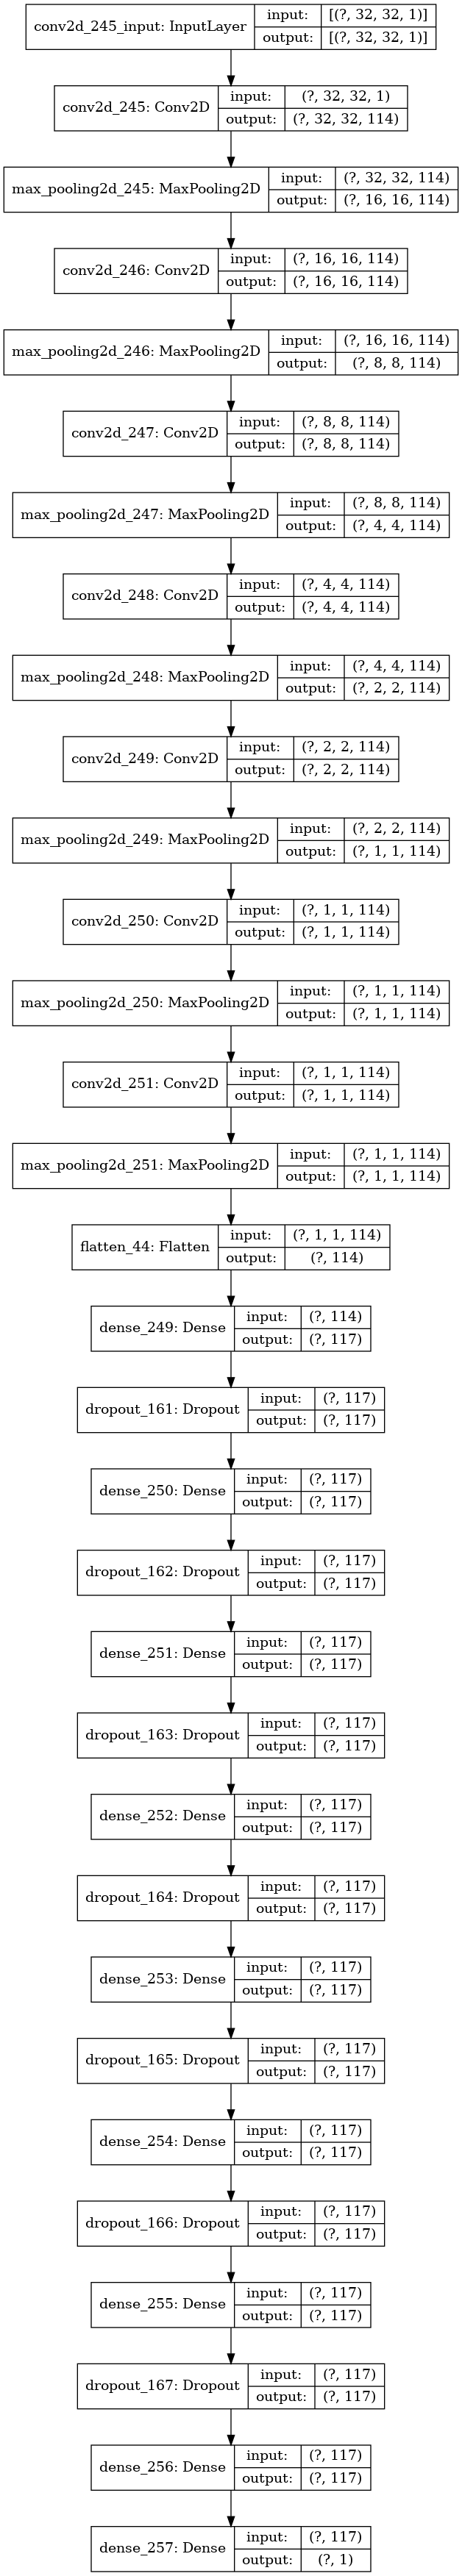 conv2d_245_input: InputLayer input: [(?, 32, 32, 1)]
output: [(?, 32, 32, 1)]
conv2d_245: Conv2D input: (?, 32, 32, 1)
output: (?, 32, 32, 114)
max_pooling2d_245: MaxPooling2D input: (?, 32, 32, 114)
output: (?, 16, 16, 114)
conv2d_246: Conv2D input: (?, 16, 16, 114)
output: (?, 16, 16, 114)
max_pooling2d_246: MaxPooling2D input: (?, 16, 16, 114)
output: (?, 8, 8, 114)
conv2d_247: Conv2D input: (?, 8, 8, 114)
output: (?, 8, 8, 114)
max_pooling2d_247: MaxPooling2D input: (?, 8, 8, 114)
output: (?, 4, 4, 114)
conv2d_248: Conv2D input: (?, 4, 4, 114)
output: (?, 4, 4, 114)
max_pooling2d_248: MaxPooling2D input: (?, 4, 4, 114)
output: (?, 2, 2, 114)
conv2d_249: Conv2D input: (?, 2, 2, 114)
output: (?, 2, 2, 114)
max_pooling2d_249: MaxPooling2D input: (?, 2, 2, 114)
output: (?, 1, 1, 114)
conv2d_250: Conv2D input: (?, 1, 1, 114)
output: (?, 1, 1, 114)
max_pooling2d_250: MaxPooling2D input: (?, 1, 1, 114)
output: (?, 1, 1, 114)
conv2d_251: Conv2D input: (?, 1, 1, 114)
output: (?, 1, 1, 114)
max_pooling2d_251: MaxPooling2D input: (?, 1, 1, 114)
output: (?, 1, 1, 114)
flatten_44: Flatten input: (?, 1, 1, 114)
output: (?, 114)
dense_249: Dense input: (?, 114)
output: (?, 117)
dropout_161: Dropout input: (?, 117)
output: (?, 117)
dense_250: Dense input: (?, 117)
output: (?, 117)
dropout_162: Dropout input: (?, 117)
output: (?, 117)
dense_251: Dense input: (?, 117)
output: (?, 117)
dropout_163: Dropout input: (?, 117)
output: (?, 117)
dense_252: Dense input: (?, 117)
output: (?, 117)
dropout_164: Dropout input: (?, 117)
output: (?, 117)
dense_253: Dense input: (?, 117)
output: (?, 117)
dropout_165: Dropout input: (?, 117)
output: (?, 117)
dense_254: Dense input: (?, 117)
output: (?, 117)
dropout_166: Dropout input: (?, 117)
output: (?, 117)
dense_255: Dense input: (?, 117)
output: (?, 117)
dropout_167: Dropout input: (?, 117)
output: (?, 117)
dense_256: Dense input: (?, 117)
output: (?, 117)
dense_257: Dense input: (?, 117)
output: (?, 1)